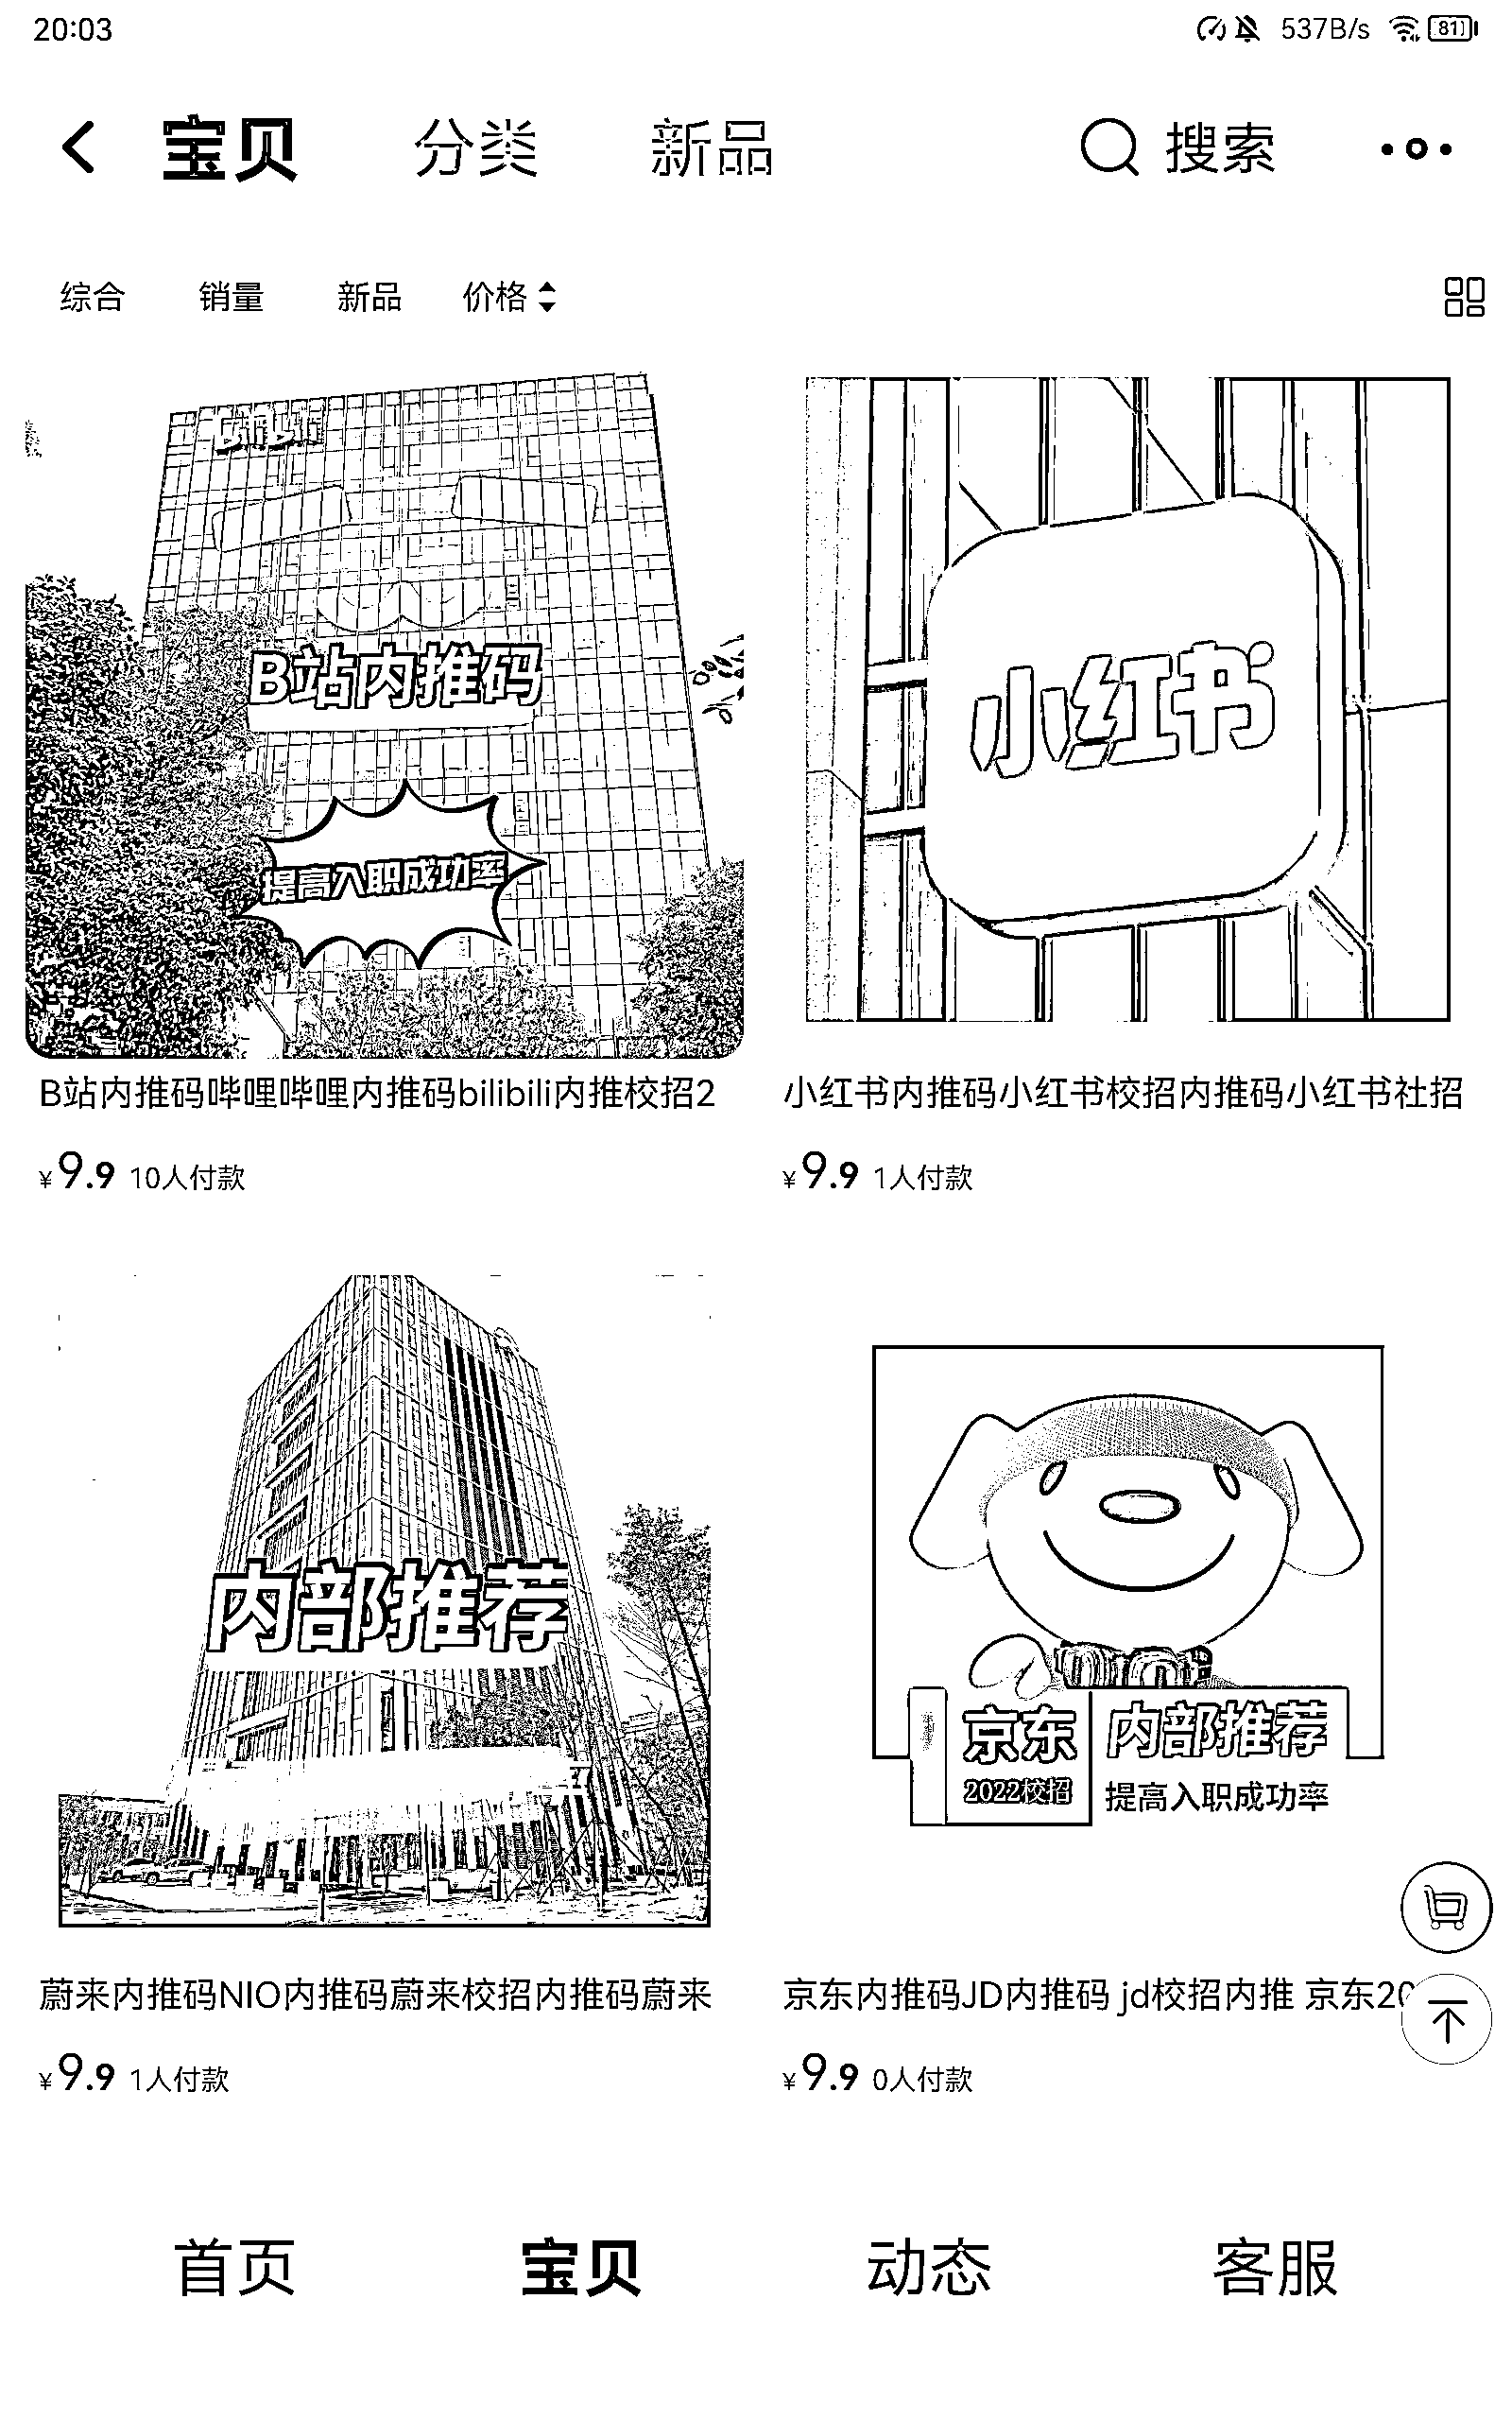 20:03
537B/s
81
宝贝 分类 新品 搜索
综合 销量 新品 价格
bilibili
B站内推码
提高入职成功率
小红书
B站内推码哔哩哔哩内推码bilibili内推校招2
¥9.9 10人付款
小红书内推码小红书校招内推码小红书社招
¥9.9 1人付款
内部推荐
京东
2022校招
内部推荐
提高入职成功率
蔚来内推码NIO内推码蔚来校招内推码蔚来
¥9.9 1人付款
京东内推码JD内推码 jd校招内推 京东20
¥9.9 0人付款
首页 宝贝 动态 客服